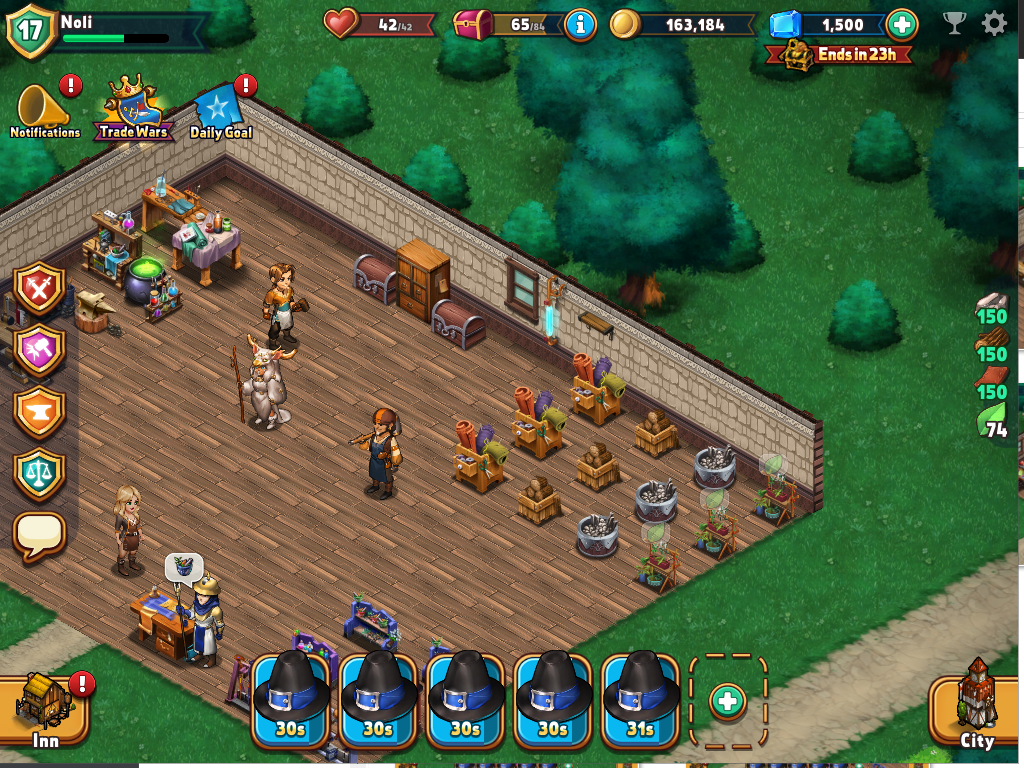 17
Noli
42/42
65/84
163,184
1,500
Ends in 23h
Notifications
Trade Wars
Daily Goal
150
150
150
74
30s
30s
30s
30s
31s
Inn
City